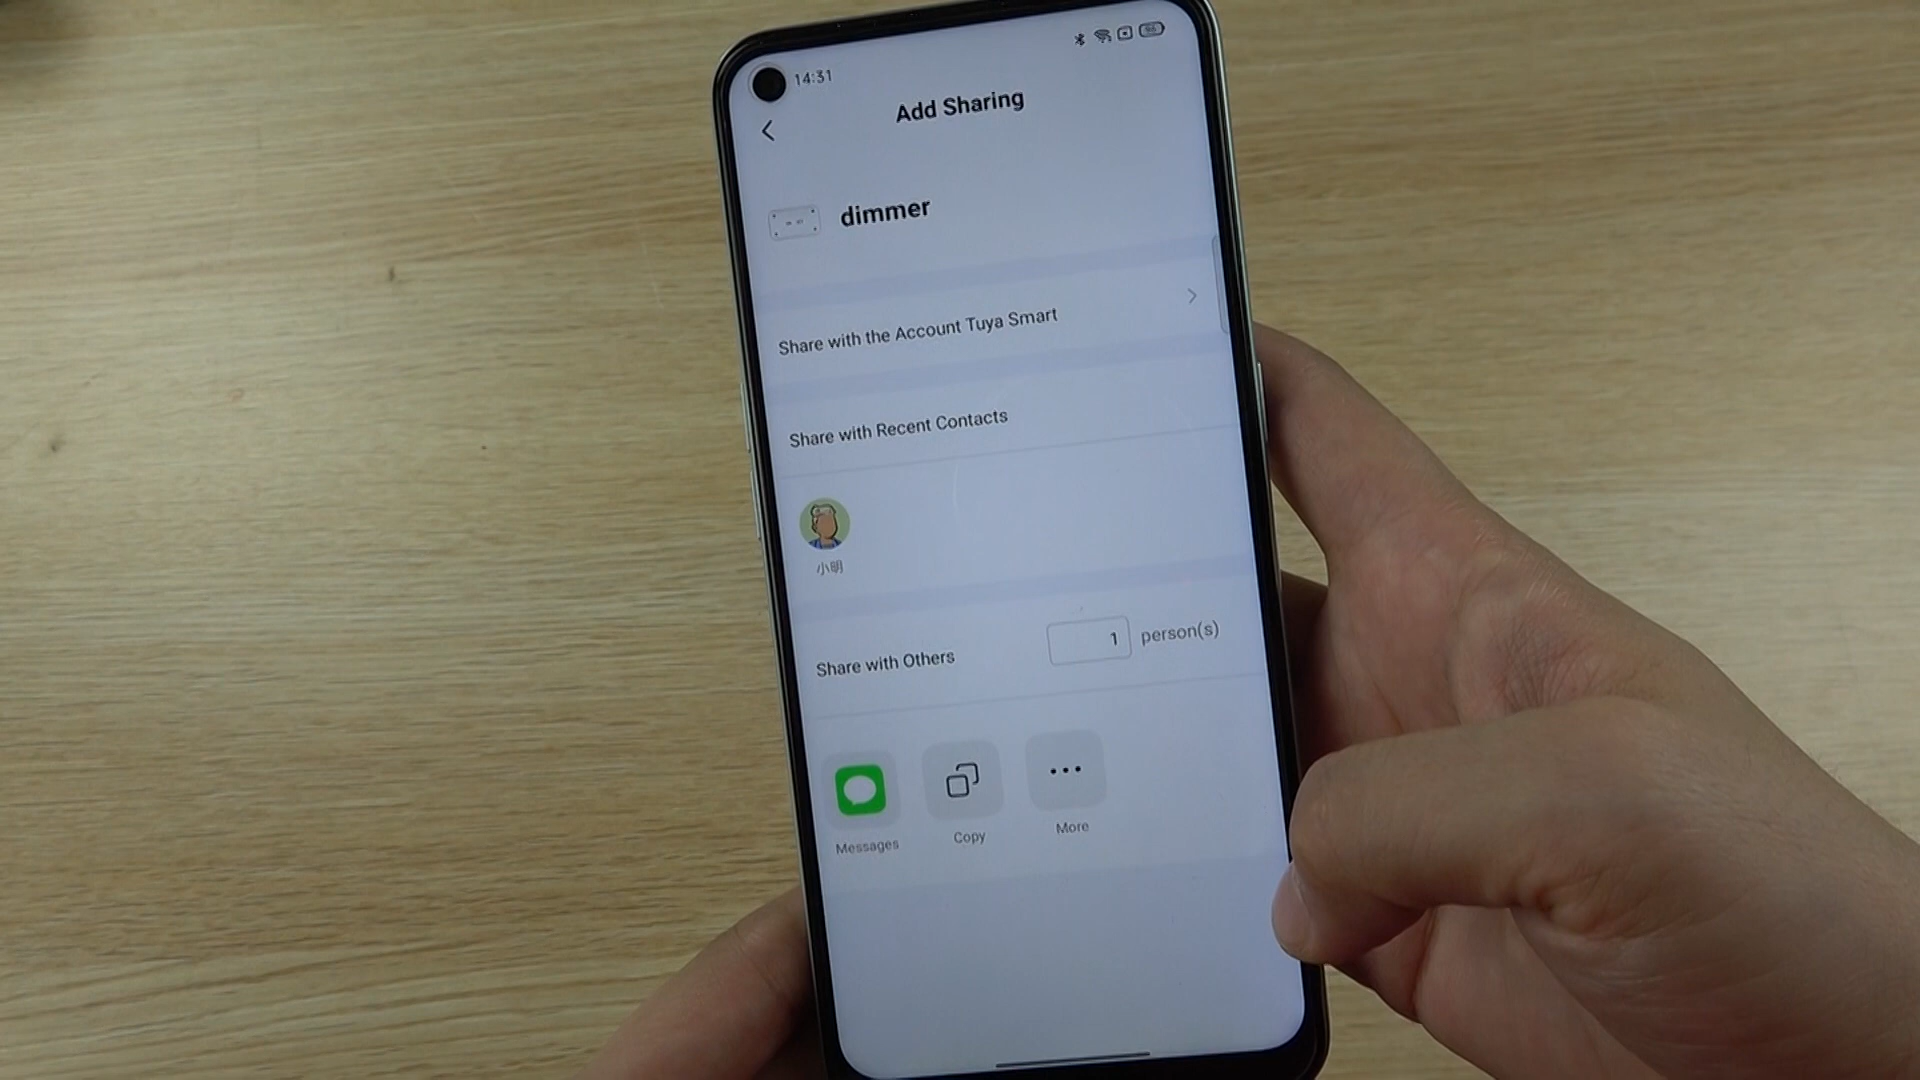 14:31
Add Sharing
dimmer
Share with the Account Tuya Smart
Share with Recent Contacts
小明
Share with Others
1 person(s)
Messages
Copy
More